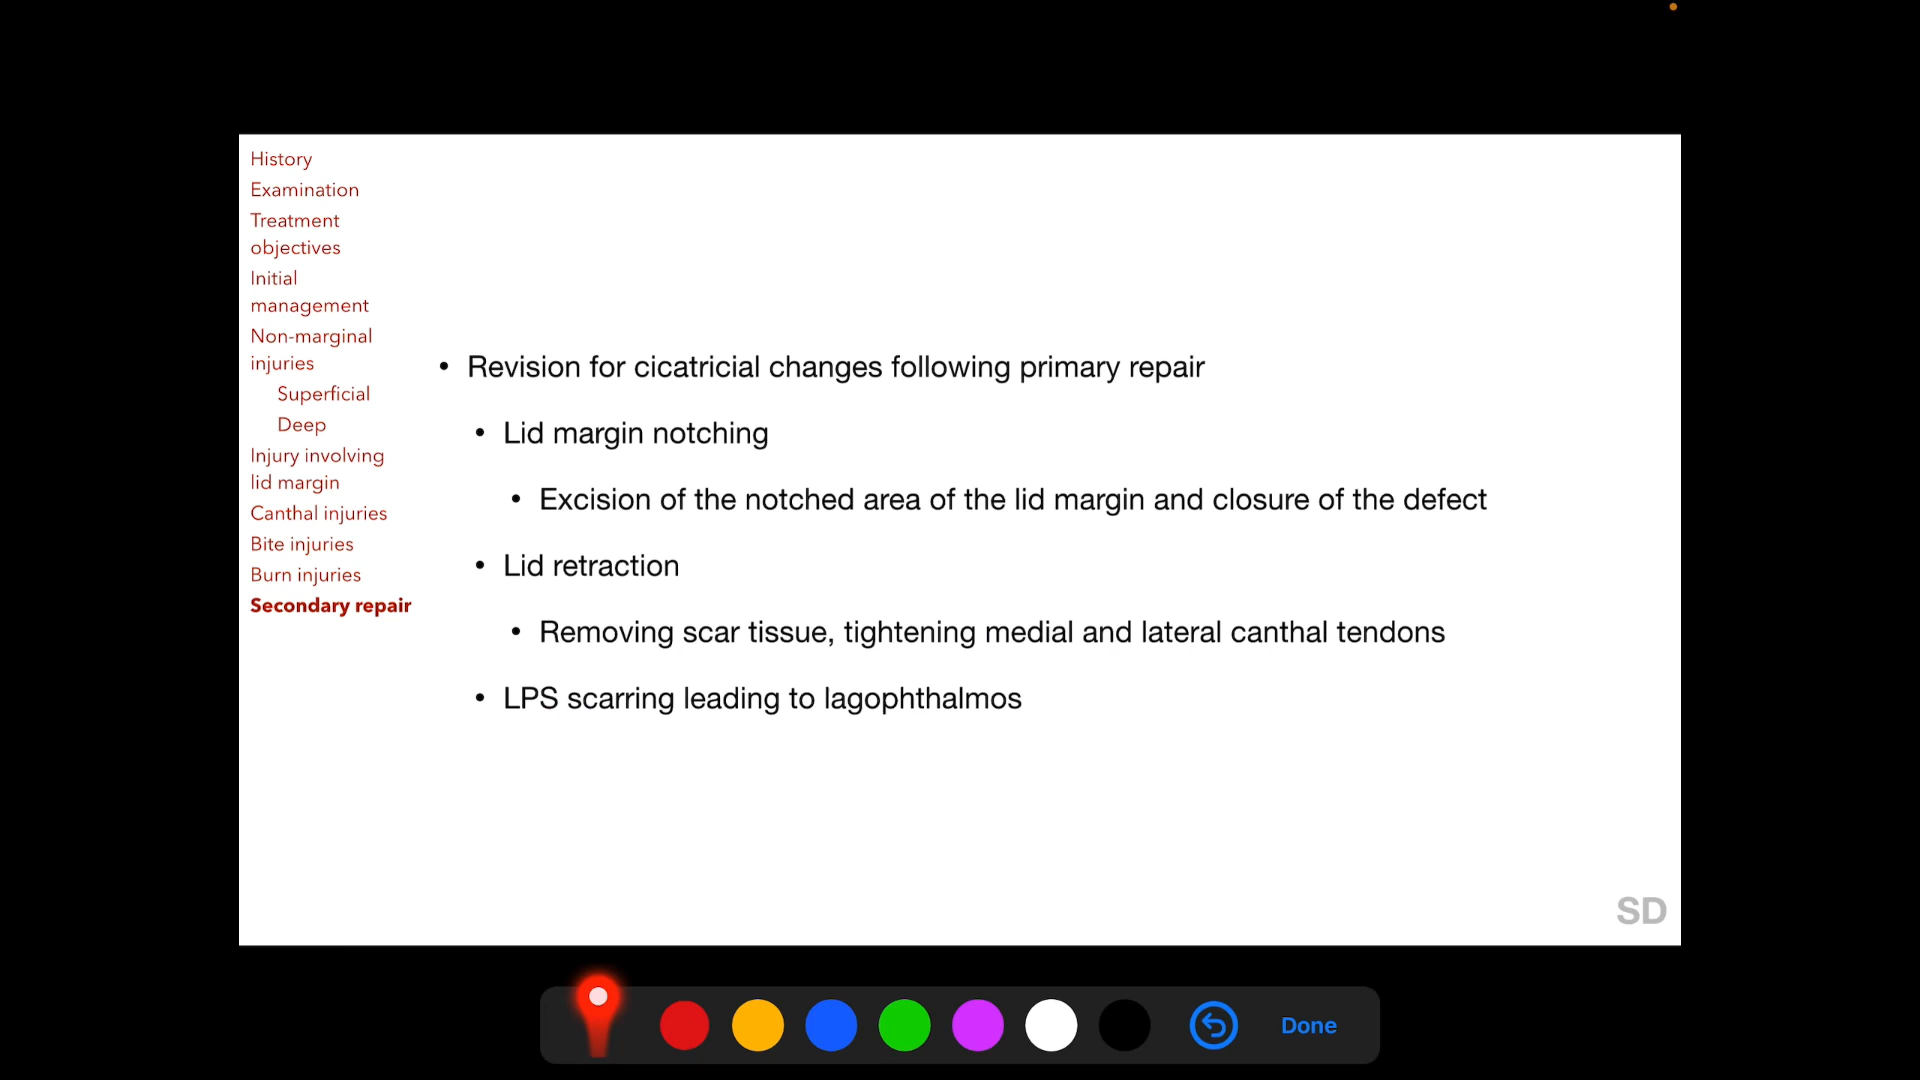 History
Examination
Treatment
objectives
Initial
management
Non-marginal
injuries
Superficial
Deep
Injury involving
lid margin
Canthal injuries
Bite injuries
Burn injuries
Secondary repair
• Revision for cicatricial changes following primary repair
• Lid margin notching
• Excision of the notched area of the lid margin and closure of the defect
• Lid retraction
• Removing scar tissue, tightening medial and lateral canthal tendons
• LPS scarring leading to lagophthalmos
SD
Done